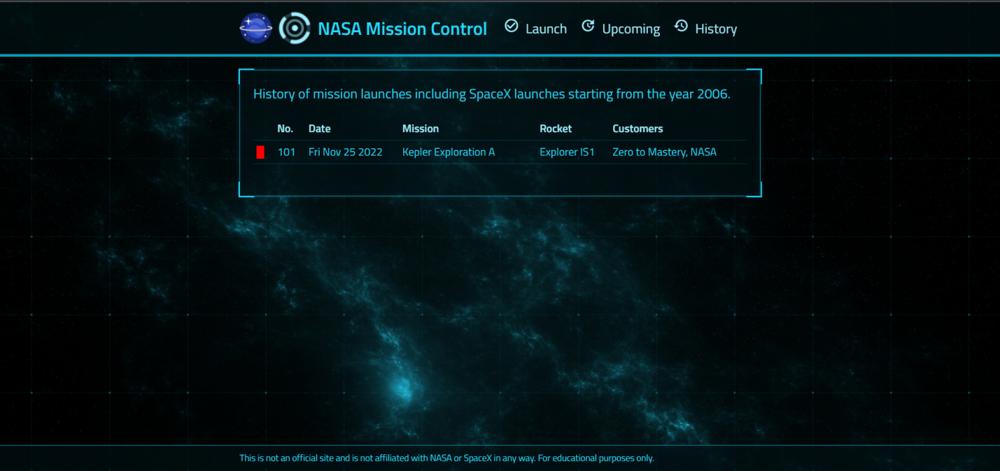 NASA Mission Control Launch Upcoming History
History of mission launches including SpaceX launches starting from the year 2006.
No. Date Mission Rocket Customers
101 Fri Nov 25 2022 Kepler Exploration A Explorer IS1 Zero to Mastery, NASA
This is not an official site and is not affiliated with NASA or SpaceX in any way. For educational purposes only.